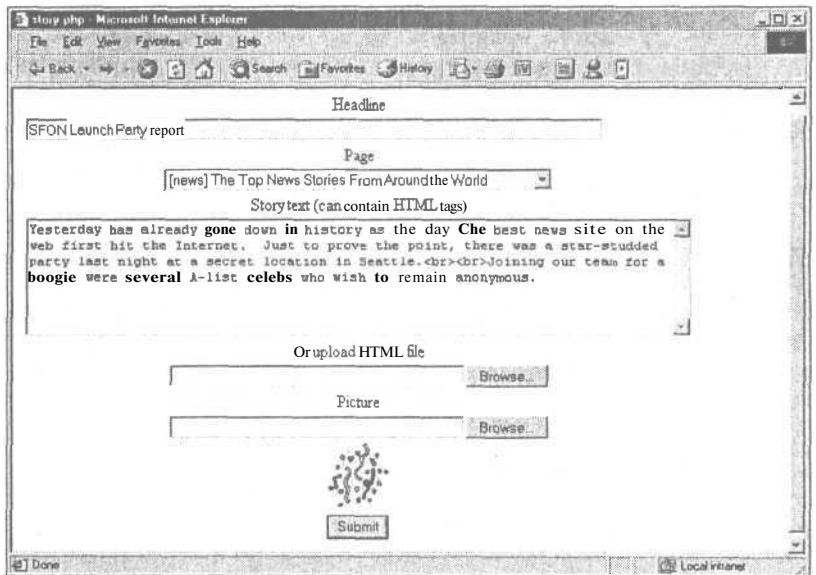 story php - Microsoft Internet Explorer
File Edit View Favorites Tools Help
Back Search Favorites History
Headline
SFON Launch Party report
Page
[news] The Top News Stories From Around the World
Story text (can contain HTML tags)
Yesterday has already gone down in history as the day Che best news site on the
web first hit the Internet. Just to prove the point, there was a star-studded
party last night at a secret location in Seattle.<br><br>Joining our team for a
boogie were several A-list celebs who wish to remain anonymous.
Or upload HTML file
Browse...
Picture
Browse...
Submit
Done Local intranet